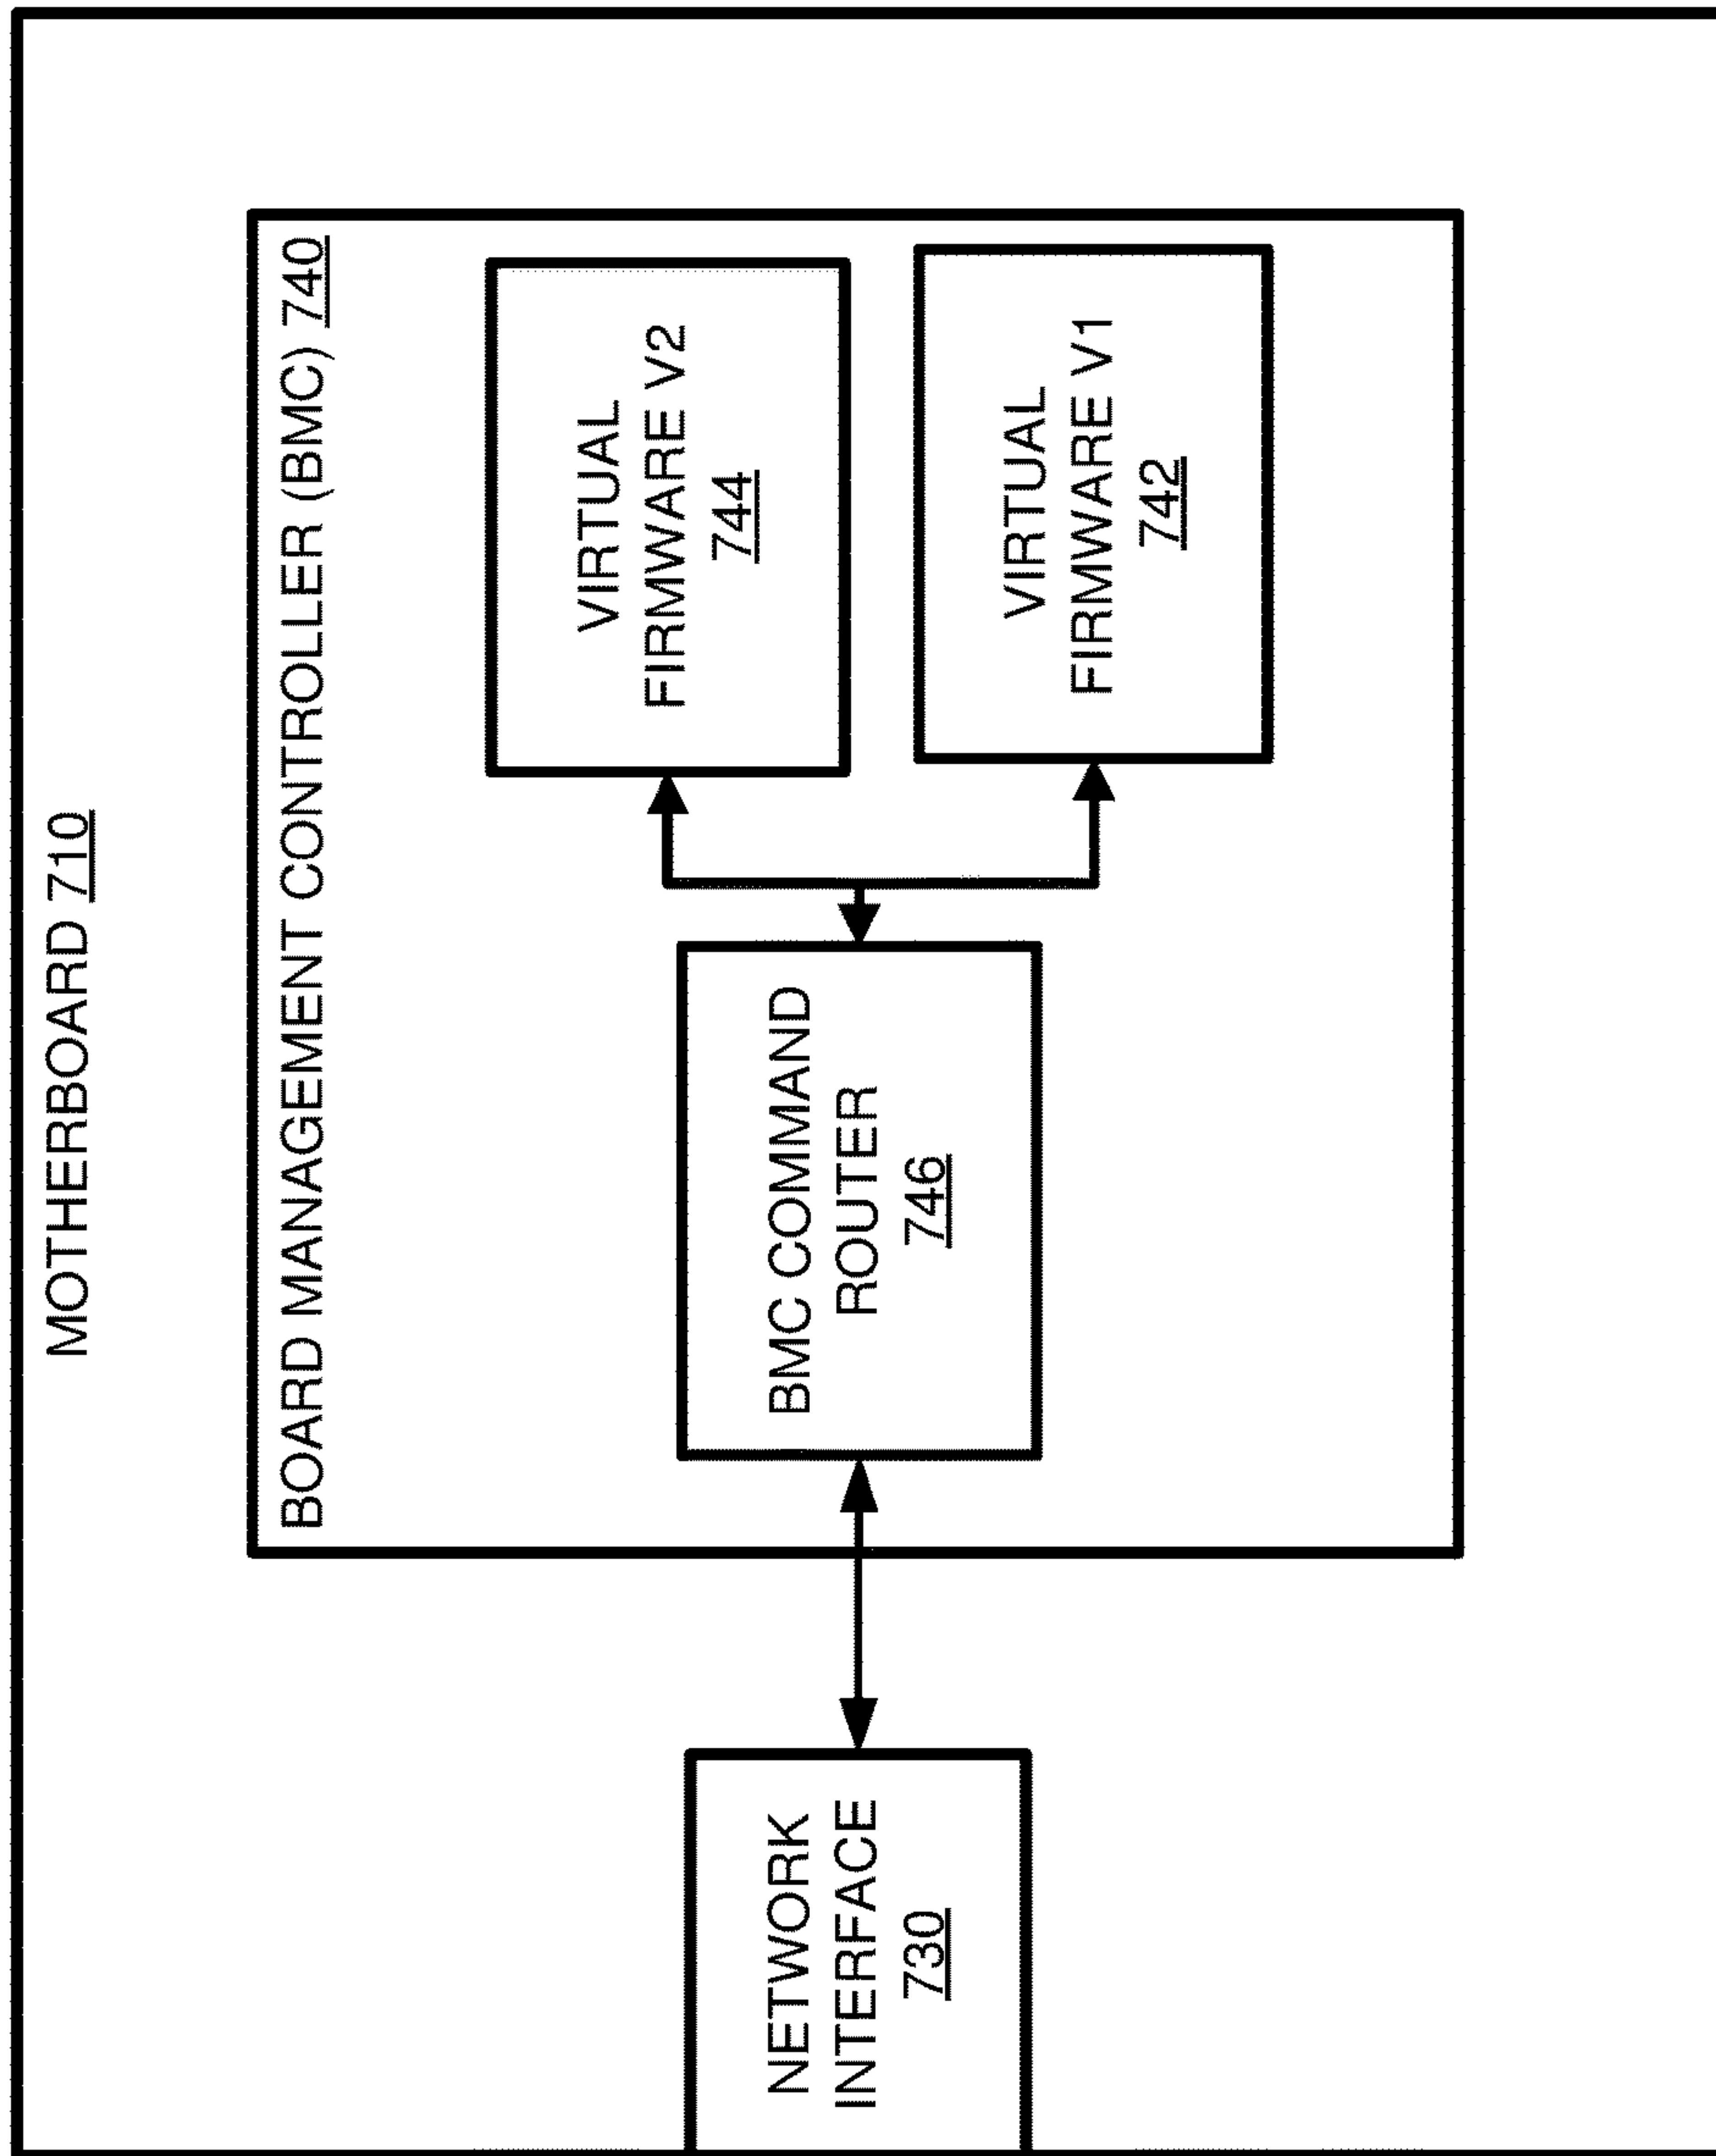 MOTHERBOARD 710
BOARD MANAGEMENT CONTROLLER (BMC) 740
NETWORK
INTERFACE
730
BMC COMMAND
ROUTER
746
VIRTUAL
FIRMWARE V2
744
VIRTUAL
FIRMWARE V1
742